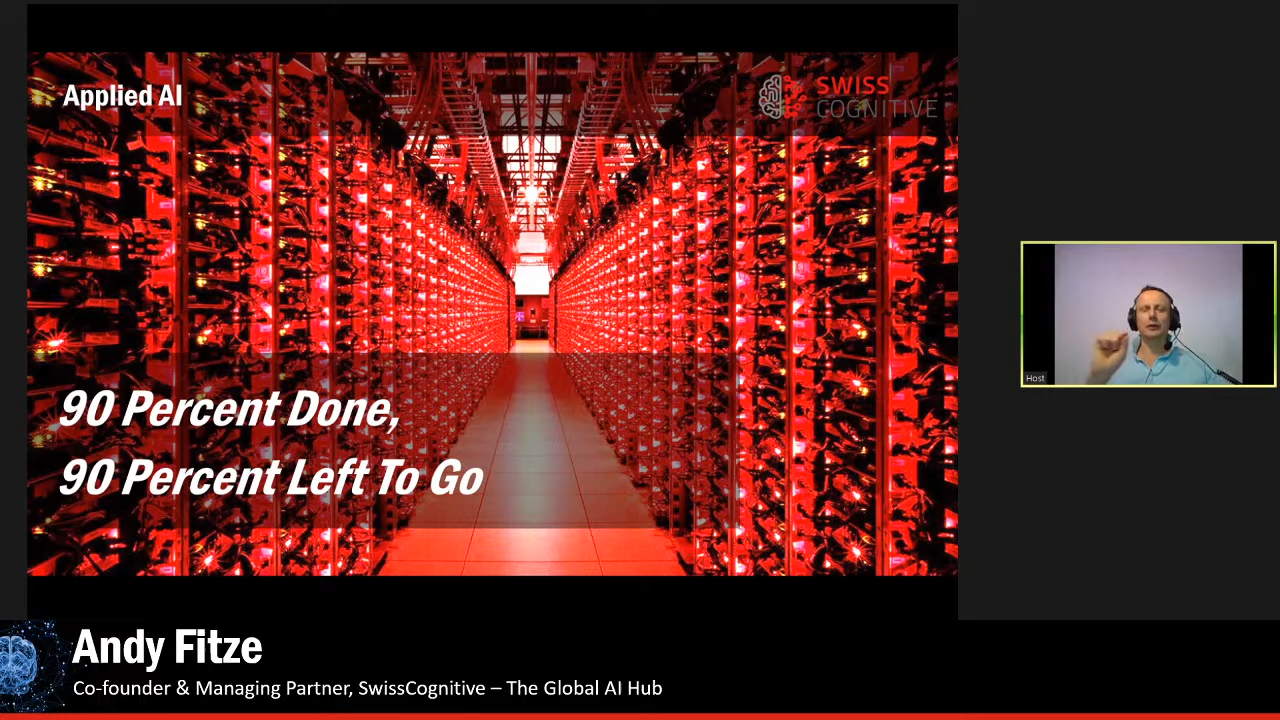 Applied AI
SWISS
COGNITIVE
90 Percent Done,
90 Percent Left To Go
Host
Andy Fitze
Co-founder & Managing Partner, SwissCognitive – The Global AI Hub